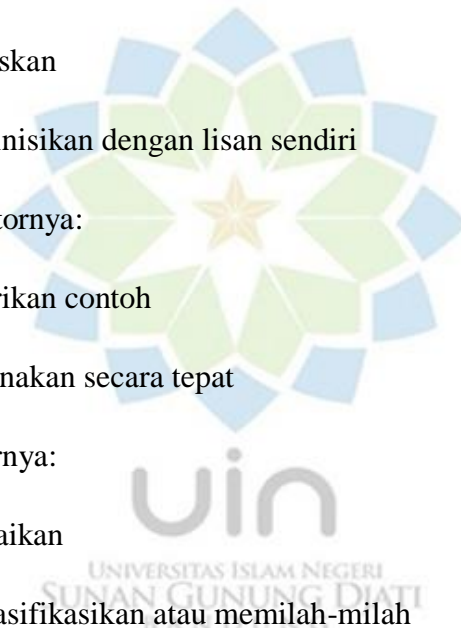 skan
nisikan dengan lisan sendiri
tornya:
rikan contoh
nakan secara tepat
rnya:
uin
aikan
UNIVERSITAS ISLAM NEGERI
SUNAN GUNUNG DJATI
asifikasikan atau memilah-milah